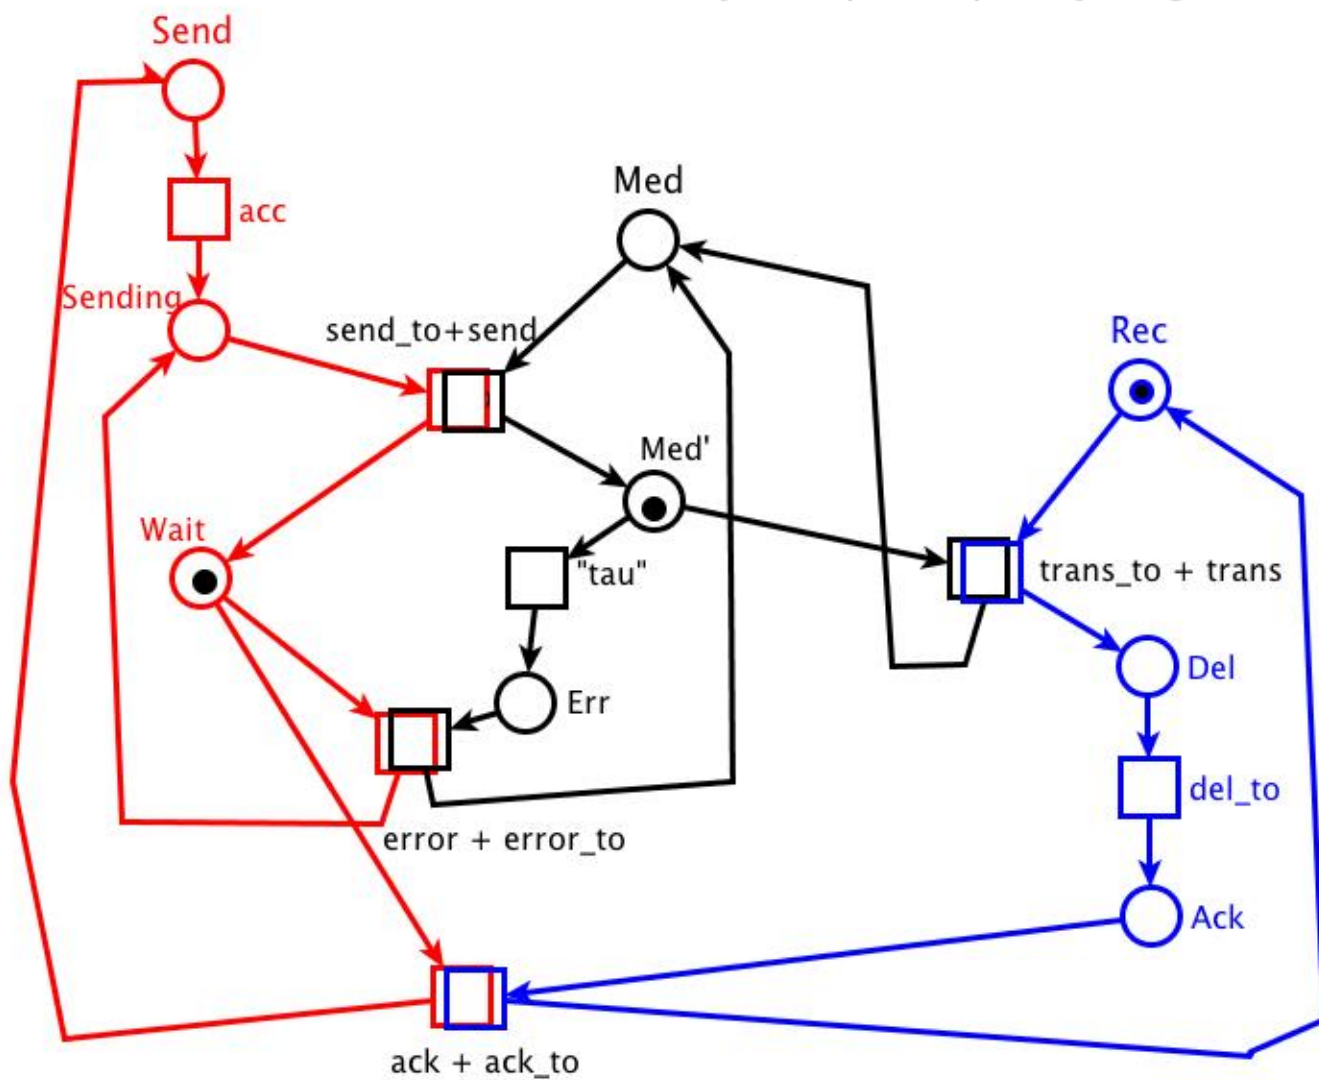 Send
acc
Med
Sending
send_to+send
Rec
Med'
Wait
"tau"
trans_to + trans
Del
Err
del_to
error + error_to
Ack
ack + ack_to